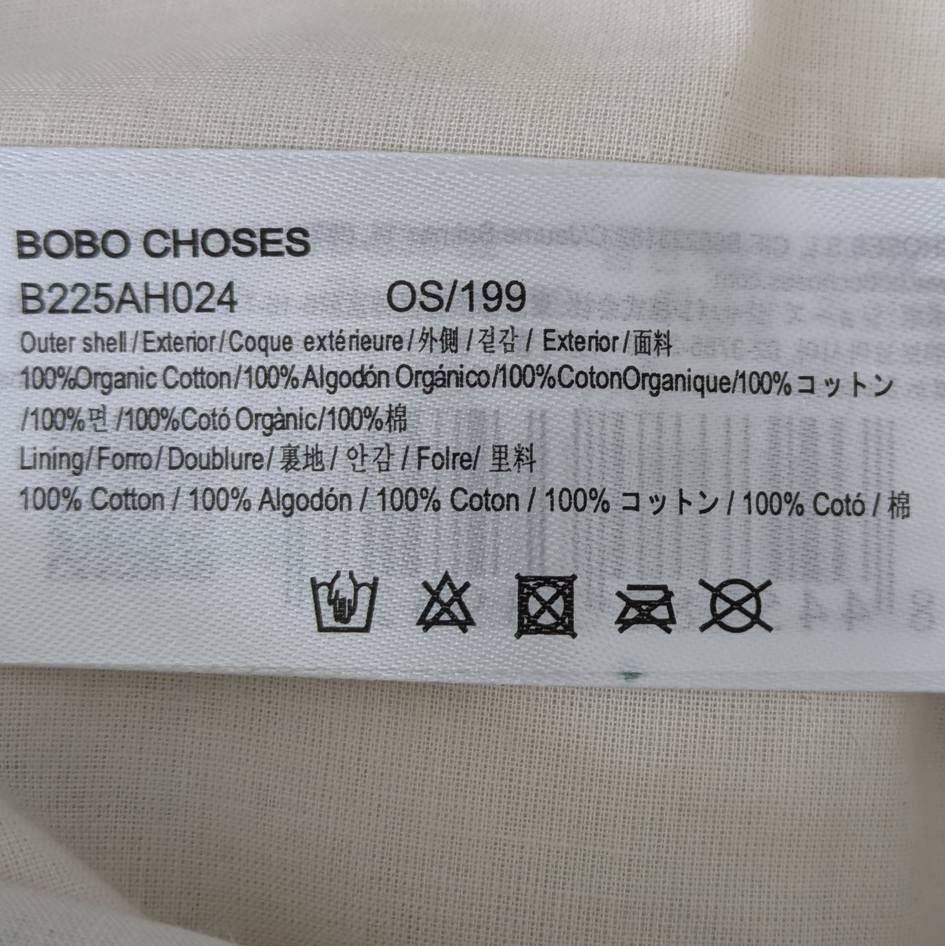 BOBO CHOSES
B225AH024 OS/199
Outer shell/Exterior/Coque extérieure/外側/겉감/ Exterior/面料
100%Organic Cotton/100%Algodón Orgánico/100%CotonOrganique/100%コットン
/100%면/100%Cotó Orgànic/100%棉
Lining/Forro/Doublure/裏地/ 안감/Folre/ 里料
100% Cotton / 100% Algodón / 100% Coton / 100% コットン / 100% Cotó / 棉